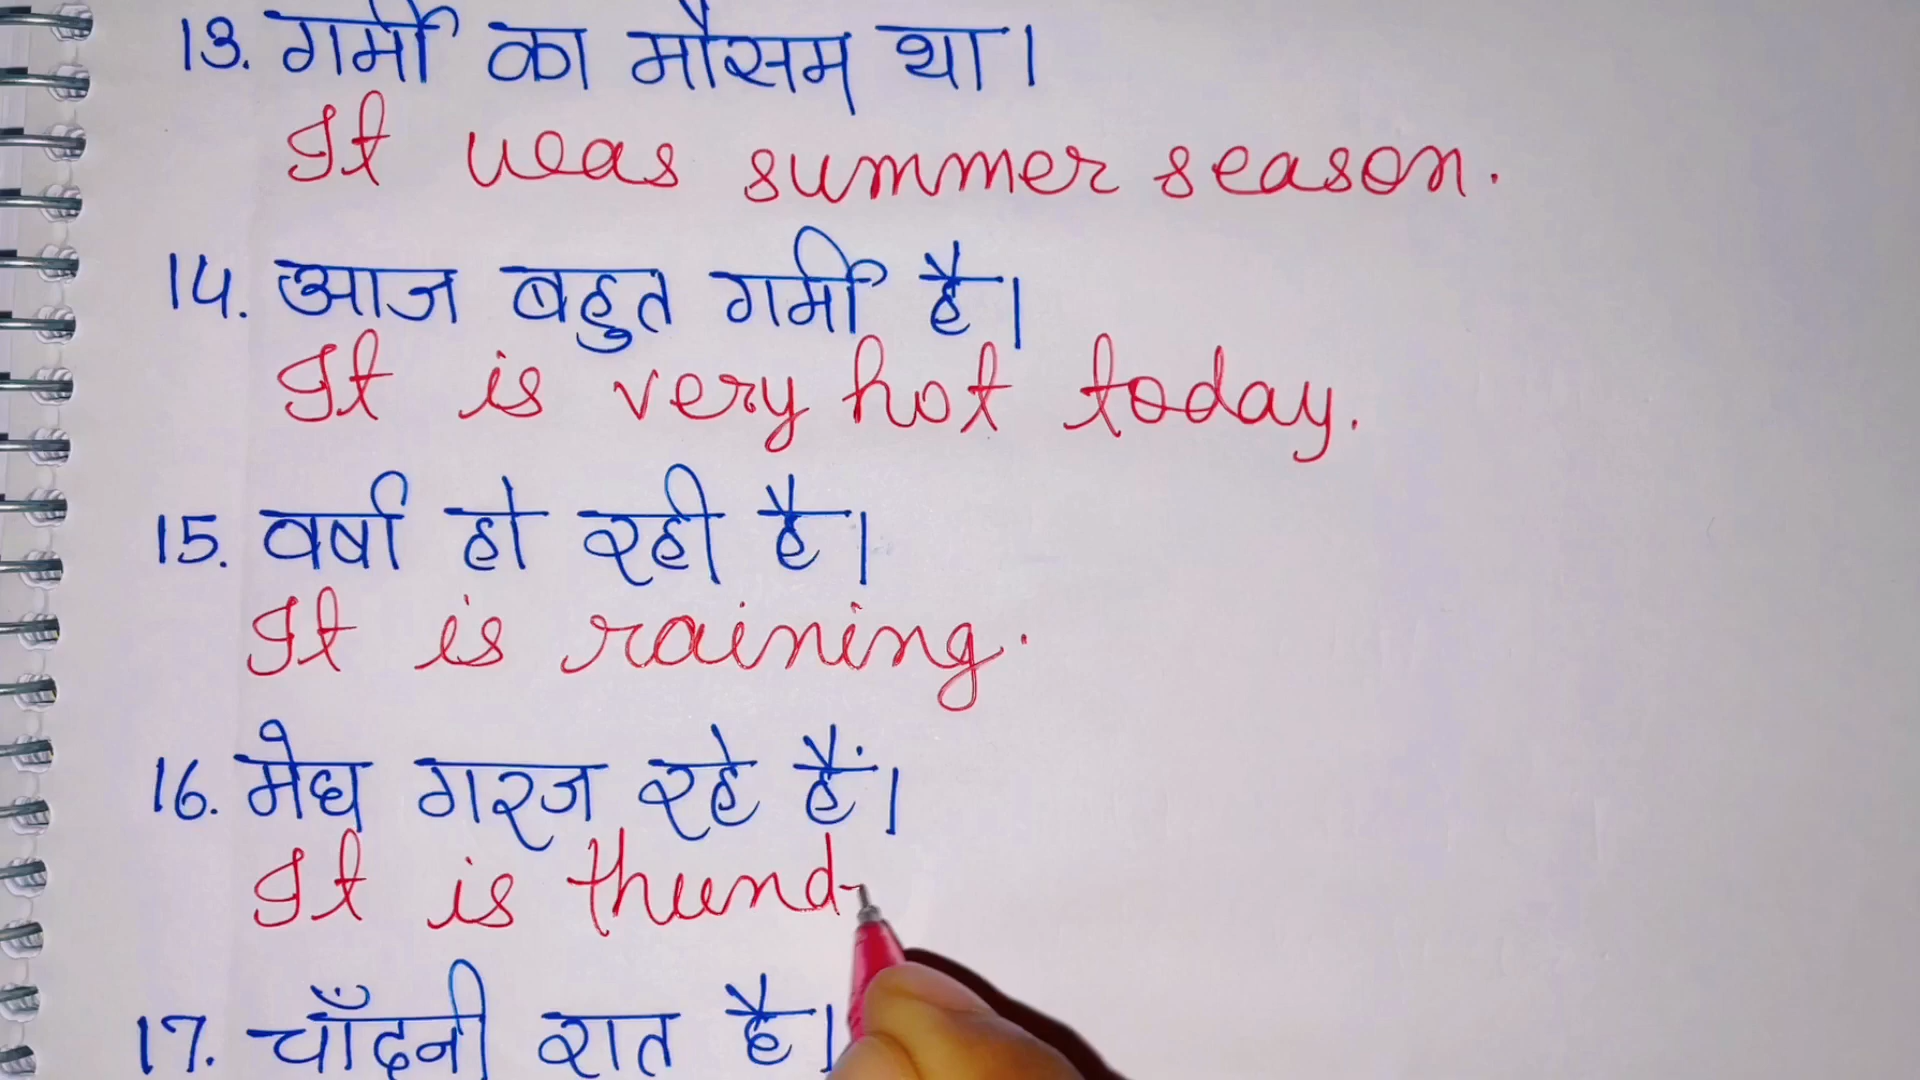 13. गर्मी का मौसम था।
It was summer season.
14. आज बहुत गर्मी है।
It is very hot today.
15. वर्षा हो रही है।
It is raining.
16. मेघ गरज रहे हैं।
It is thund
17. चाँदनी रात है।